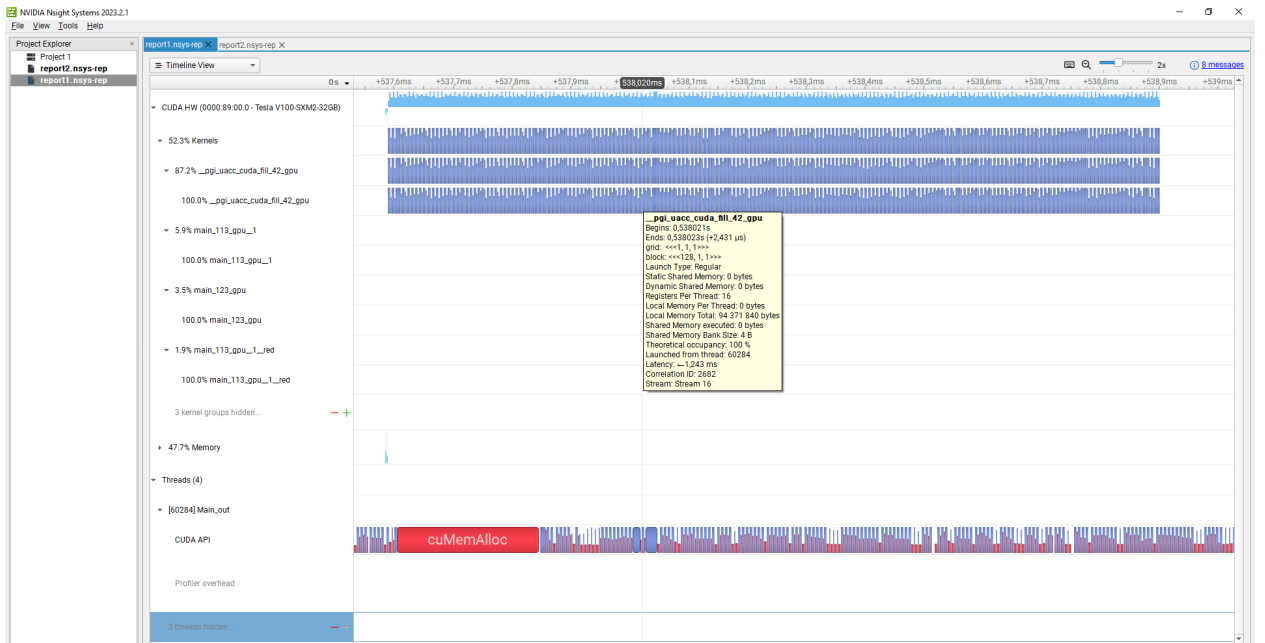 NVIDIA Nsight Systems 2023.2.1
File View Tools Help
Project Explorer
Project 1
report2.nsys-rep
report1.nsys-rep
report1.nsys-rep report2.nsys-rep
Timeline View 2x 8 messages
0s +537,6ms +537,7ms +537,8ms +537,9ms 538,020ms +538,1ms +538,2ms +538,3ms +538,4ms +538,5ms +538,6ms +538,7ms +538,8ms +538,9ms +539ms
CUDA HW (0000:89:00.0 - Tesla V100-SXM2-32GB)
52.3% Kernels
87.2% __pgi_uacc_cuda_fill_42_gpu
100.0% __pgi_uacc_cuda_fill_42_gpu
5.9% main_113_gpu__1
100.0% main_113_gpu__1
3.5% main_123_gpu
100.0% main_123_gpu
1.9% main_113_gpu__1__red
100.0% main_113_gpu__1__red
3 kernel groups hidden...
47.7% Memory
Threads (4)
[60284] Main_out
CUDA API
cuMemAlloc
Profiler overhead
3 threads hidden...
__pgi_uacc_cuda_fill_42_gpu
Begins: 0,538021s
Ends: 0,538023s (+2,431 μs)
grid: <<<1, 1, 1>>>
block: <<<128, 1, 1>>>
Launch Type: Regular
Static Shared Memory: 0 bytes
Dynamic Shared Memory: 0 bytes
Registers Per Thread: 16
Local Memory Per Thread: 0 bytes
Local Memory Total: 94 371 840 bytes
Shared Memory executed: 0 bytes
Shared Memory Bank Size: 4 B
Theoretical occupancy: 100 %
Launched from thread: 60284
Latency: ←1,243 ms
Correlation ID: 2682
Stream: Stream 16